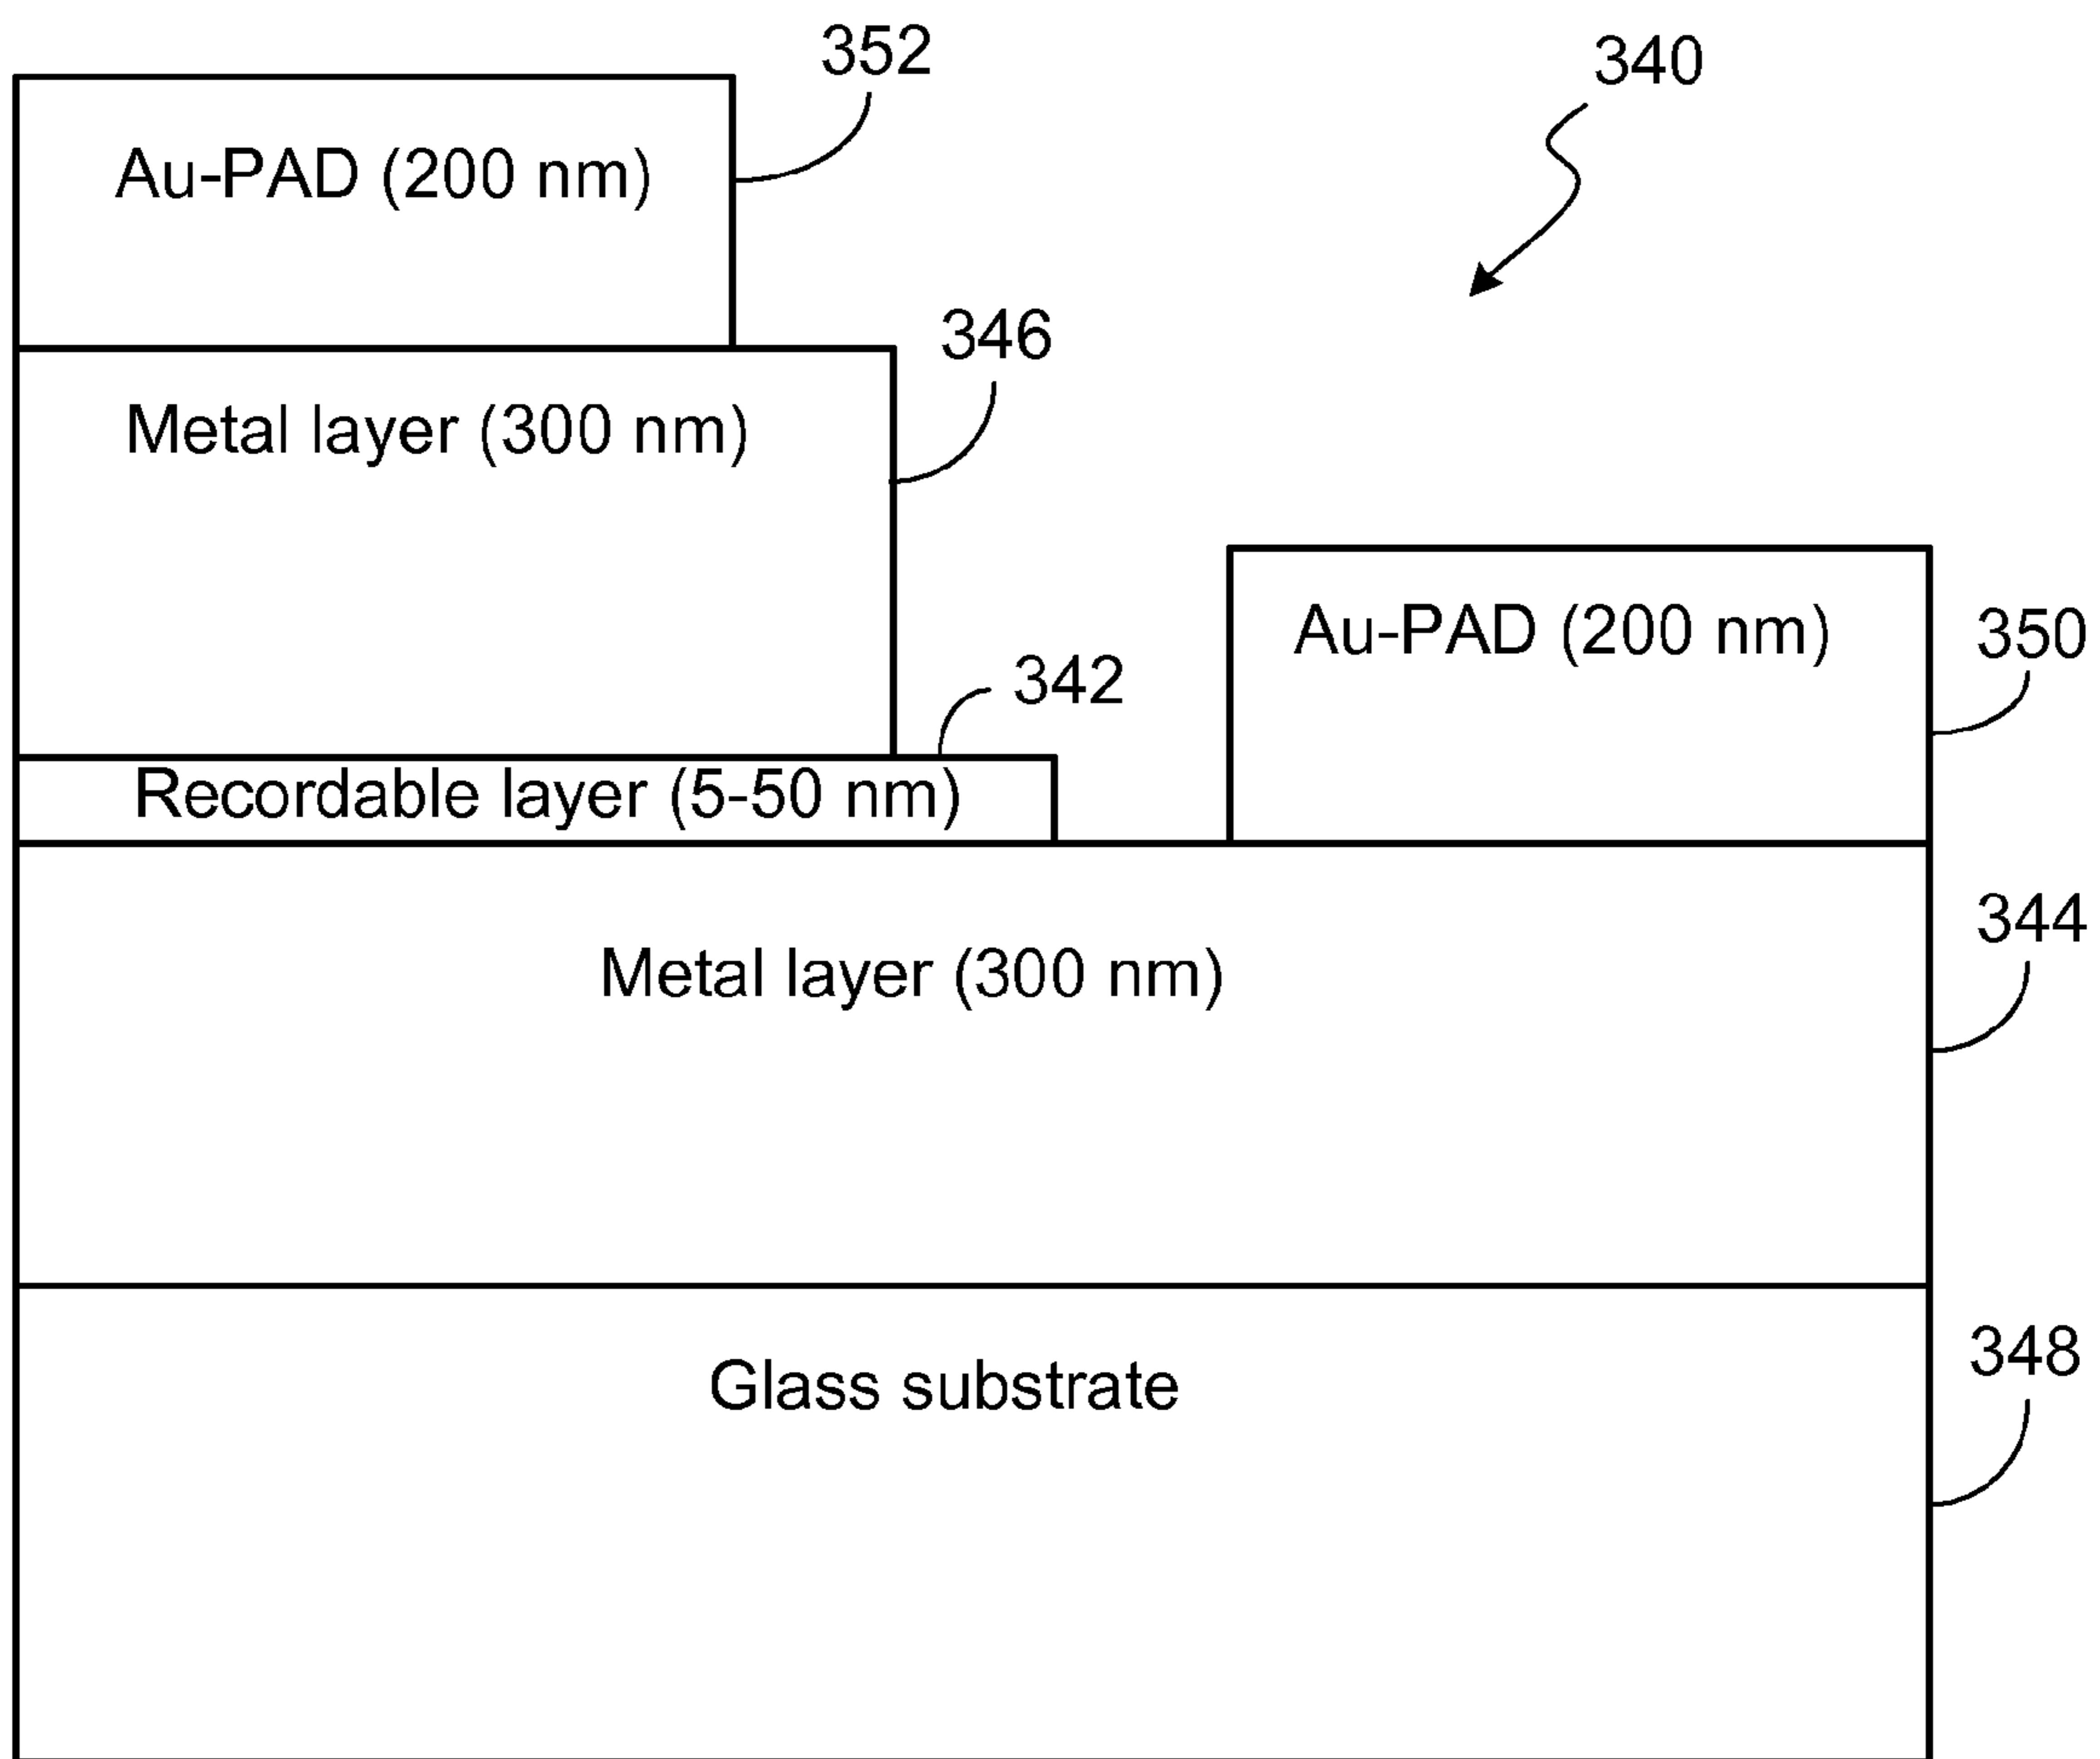 352
340
Au-PAD (200 nm)
346
Metal layer (300 nm)
Au-PAD (200 nm)
350
342
Recordable layer (5-50 nm)
344
Metal layer (300 nm)
348
Glass substrate